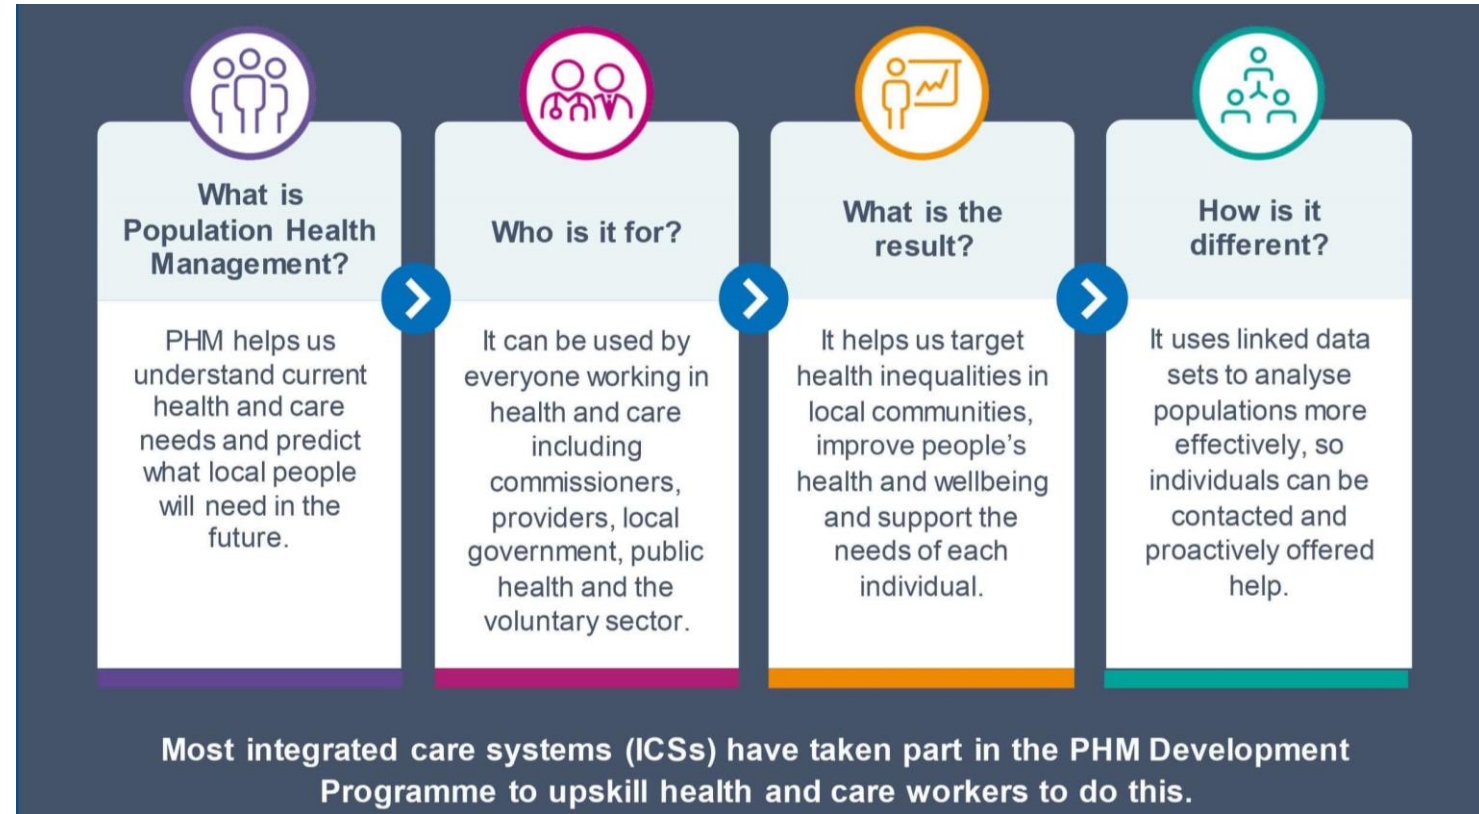 What is
Population Health
Management?
PHM helps us
understand current
health and care
needs and predict
what local people
will need in the
future.
Who is it for?
It can be used by
everyone working in
health and care
including
commissioners,
providers, local
government, public
health and the
voluntary sector.
What is the
result?
It helps us target
health inequalities in
local communities,
improve people’s
health and wellbeing
and support the
needs of each
individual.
How is it
different?
It uses linked data
sets to analyse
populations more
effectively, so
individuals can be
contacted and
proactively offered
help.
Most integrated care systems (ICSs) have taken part in the PHM Development
Programme to upskill health and care workers to do this.